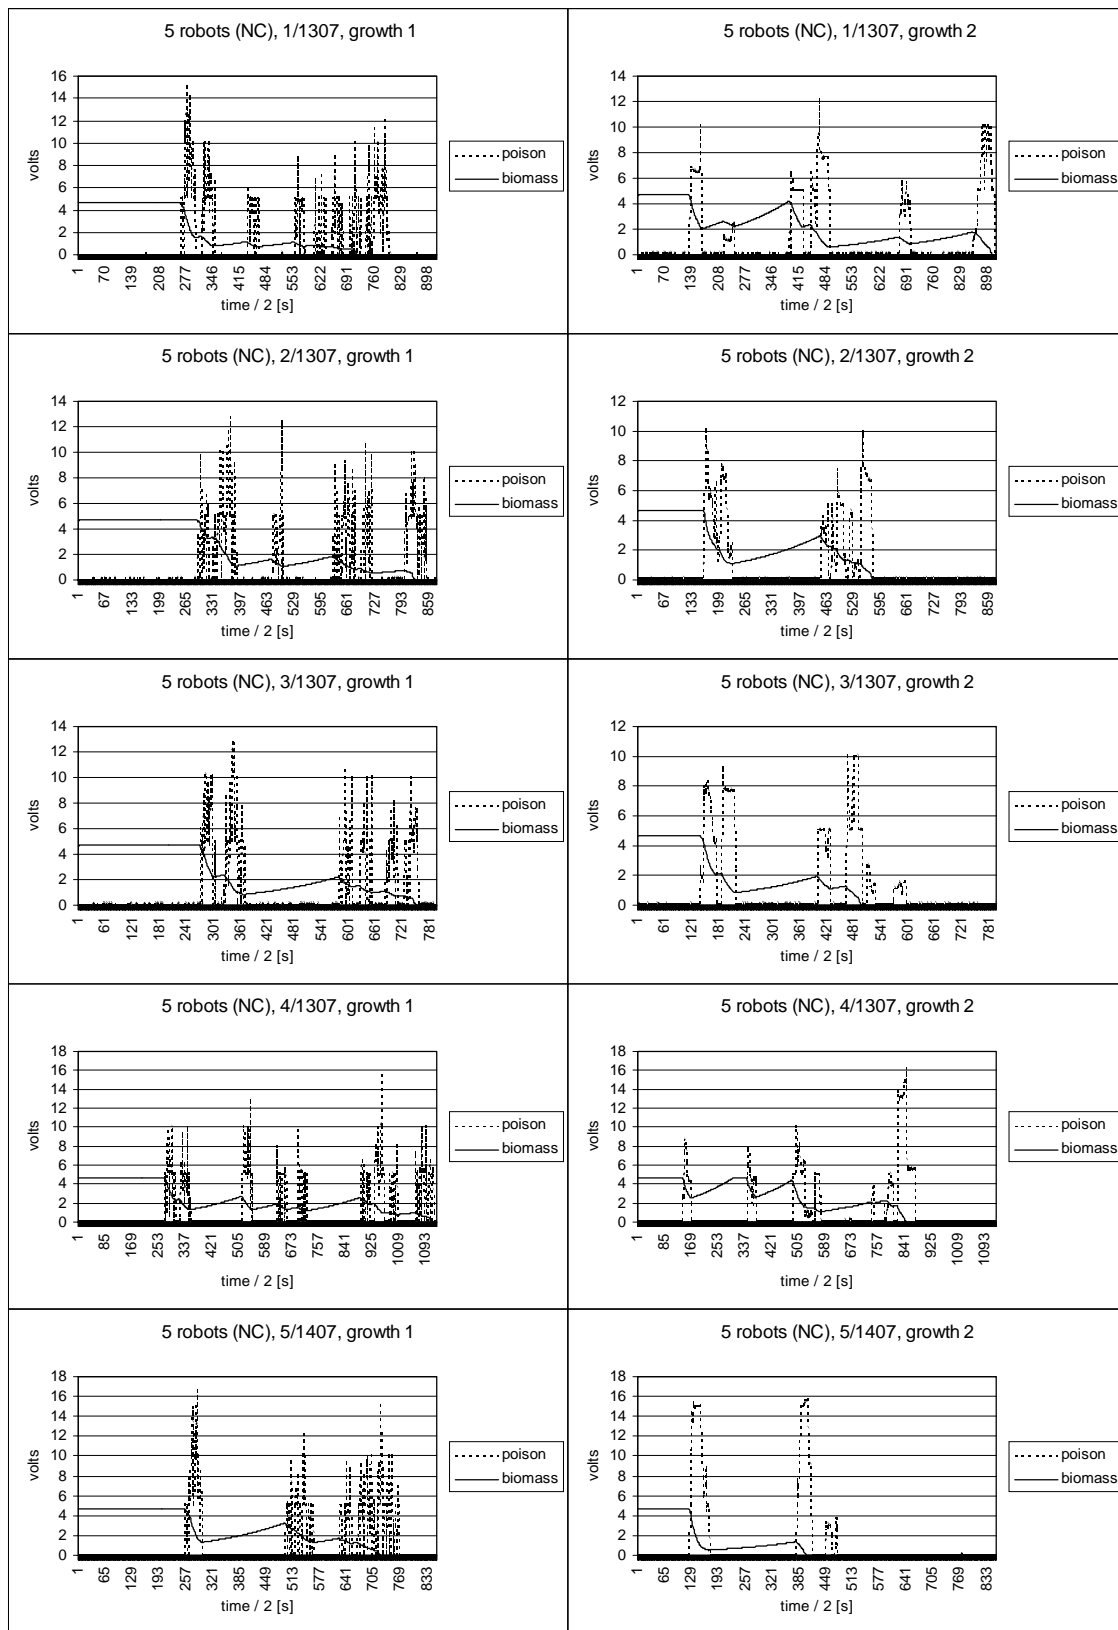 5 robots (NC), 1/1307, growth 1
16
14
12
10
8
6
4
2
0
volts
1 70 139 208 277 346 415 484 553 622 691 760 829 898
time / 2 [s]
poison
biomass
5 robots (NC), 1/1307, growth 2
14
12
10
8
6
4
2
0
volts
1 70 139 208 277 346 415 484 553 622 691 760 829 898
time / 2 [s]
poison
biomass
5 robots (NC), 2/1307, growth 1
14
12
10
8
6
4
2
0
volts
1 67 133 199 265 331 397 463 529 595 661 727 793 859
time / 2 [s]
poison
biomass
5 robots (NC), 2/1307, growth 2
12
10
8
6
4
2
0
volts
1 67 133 199 265 331 397 463 529 595 661 727 793 859
time / 2 [s]
poison
biomass
5 robots (NC), 3/1307, growth 1
14
12
10
8
6
4
2
0
volts
1 61 121 181 241 301 361 421 481 541 601 661 721 781
time / 2 [s]
poison
biomass
5 robots (NC), 3/1307, growth 2
12
10
8
6
4
2
0
volts
1 61 121 181 241 301 361 421 481 541 601 661 721 781
time / 2 [s]
poison
biomass
5 robots (NC), 4/1307, growth 1
18
16
14
12
10
8
6
4
2
0
volts
1 85 169 253 337 421 505 589 673 757 841 925 1009 1093
time / 2 [s]
poison
biomass
5 robots (NC), 4/1307, growth 2
18
16
14
12
10
8
6
4
2
0
volts
1 85 169 253 337 421 505 589 673 757 841 925 1009 1093
time / 2 [s]
poison
biomass
5 robots (NC), 5/1407, growth 1
18
16
14
12
10
8
6
4
2
0
volts
1 65 129 193 257 321 385 449 513 577 641 705 769 833
time / 2 [s]
poison
biomass
5 robots (NC), 5/1407, growth 2
18
16
14
12
10
8
6
4
2
0
volts
1 65 129 193 257 321 385 449 513 577 641 705 769 833
time / 2 [s]
poison
biomass